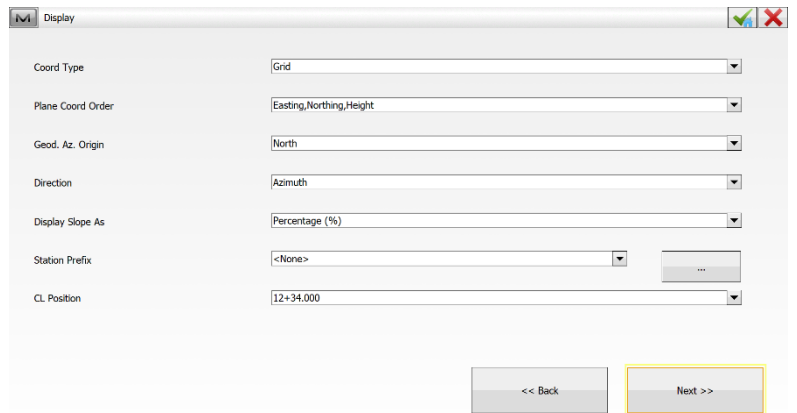 Display
Coord Type Grid
Plane Coord Order Easting,Northing,Height
Geod. Az. Origin North
Direction Azimuth
Display Slope As Percentage (%)
Station Prefix <None> ...
CL Position 12+34.000
<< Back Next >>